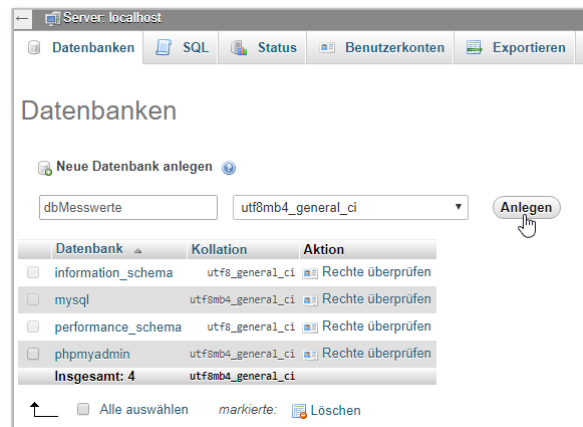 Server: localhost
Datenbanken SQL Status Benutzerkonten Exportieren
Datenbanken
Neue Datenbank anlegen
dbMesswerte utf8mb4_general_ci Anlegen
Datenbank Kollation Aktion
information_schema utf8_general_ci Rechte überprüfen
mysql utf8mb4_general_ci Rechte überprüfen
performance_schema utf8_general_ci Rechte überprüfen
phpmyadmin utf8mb4_general_ci Rechte überprüfen
Insgesamt: 4 utf8mb4_general_ci
Alle auswählen markierte: Löschen